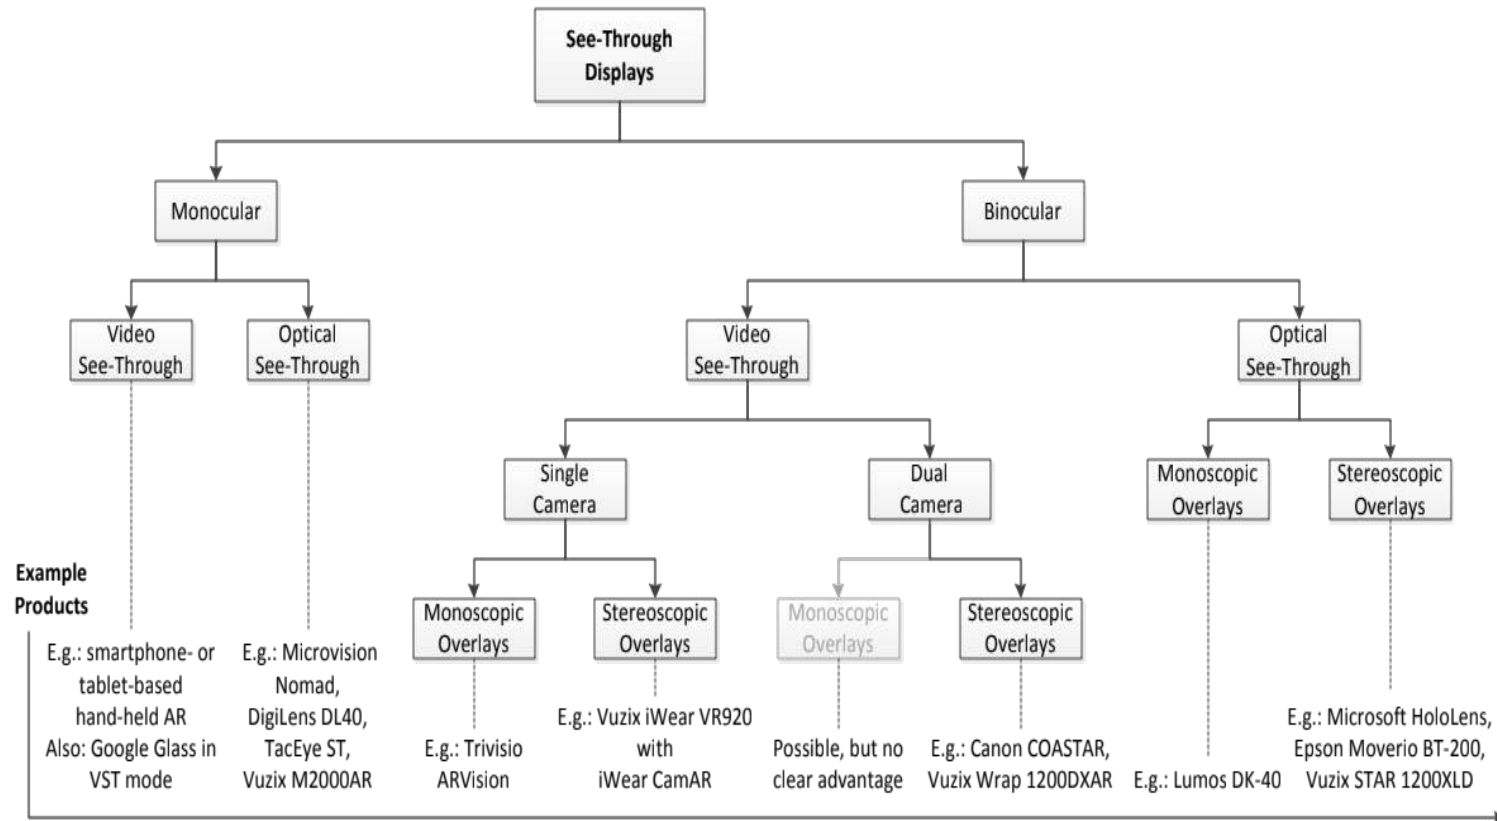 See-Through
Displays
Monocular
Binocular
Video
See-Through
Optical
See-Through
Video
See-Through
Optical
See-Through
Single
Camera
Dual
Camera
Monoscopic
Overlays
Stereoscopic
Overlays
Monoscopic
Overlays
Stereoscopic
Overlays
Monoscopic
Overlays
Stereoscopic
Overlays
Example
Products
E.g.: smartphone- or
tablet-based
hand-held AR
Also: Google Glass in
VST mode
E.g.: Microvision
Nomad,
DigiLens DL40,
TacEye ST,
Vuzix M2000AR
E.g.: Trivisio
ARVision
E.g.: Vuzix iWear VR920
with
iWear CamAR
Possible, but no
clear advantage
E.g.: Canon COASTAR,
Vuzix Wrap 1200DXAR
E.g.: Lumos DK-40
E.g.: Microsoft HoloLens,
Epson Moverio BT-200,
Vuzix STAR 1200XLD